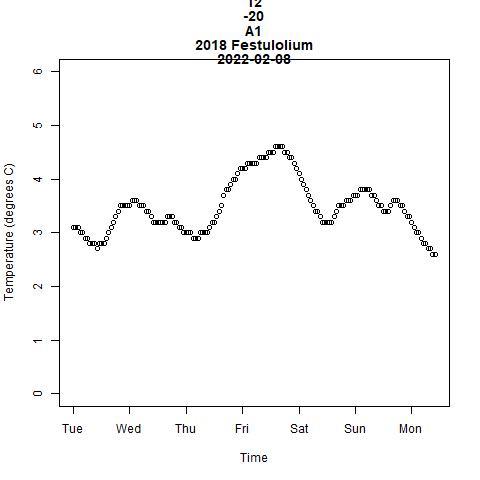 T2
-20
A1
2018 Festulolium
2022-02-08
Temperature (degrees C)
6
5
4
3
2
1
0
Tue Wed Thu Fri Sat Sun Mon
Time